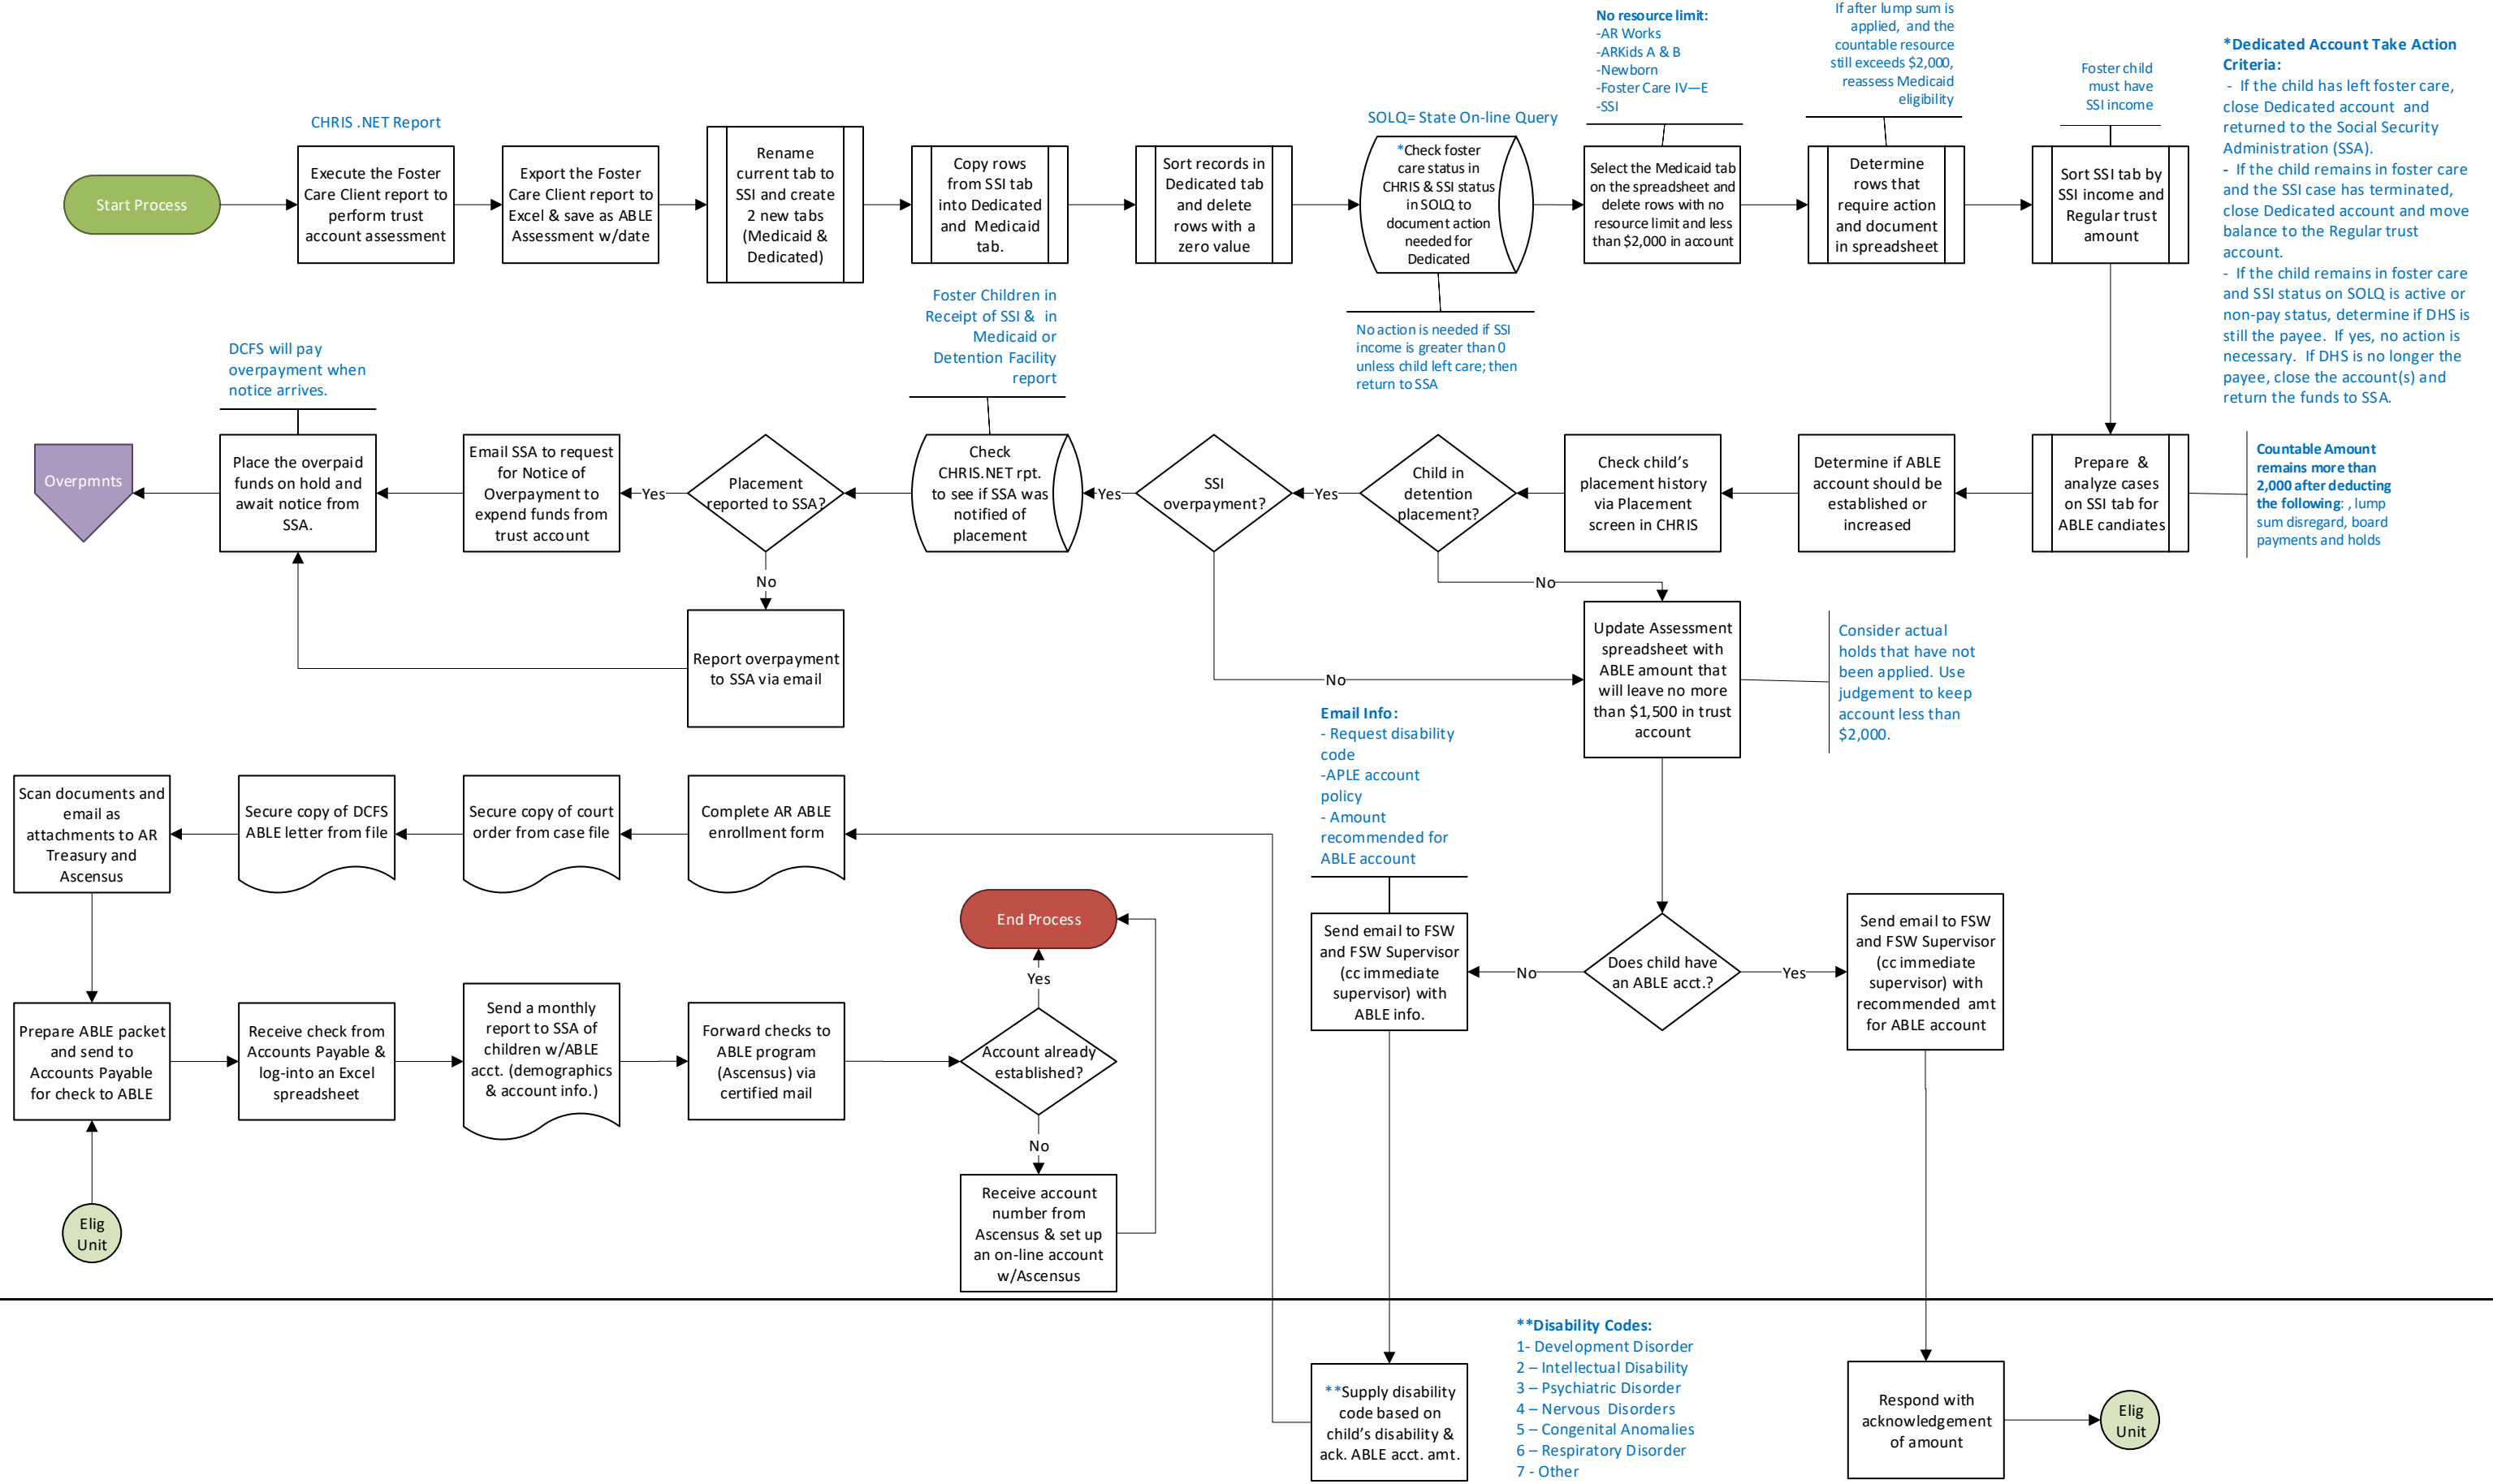 No resource limit:
-AR Works
-ARKids A & B
-Newborn
-Foster Care IV—E
-SSI
If after lump sum is
applied, and the
countable resource
still exceeds $2,000,
reassess Medicaid
eligibility
Foster child
must have
SSI income
*Dedicated Account Take Action
Criteria:
- If the child has left foster care,
close Dedicated account and
returned to the Social Security
Administration (SSA).
- If the child remains in foster care
and the SSI case has terminated,
close Dedicated account and move
balance to the Regular trust
account.
- If the child remains in foster care
and SSI status on SOLQ is active or
non-pay status, determine if DHS is
still the payee. If yes, no action is
necessary. If DHS is no longer the
payee, close the account(s) and
return the funds to SSA.
CHRIS .NET Report
SOLQ= State On-line Query
Start Process
Execute the Foster
Care Client report to
perform trust
account assessment
Export the Foster
Care Client report to
Excel & save as ABLE
Assessment w/date
Rename
current tab to
SSI and create
2 new tabs
(Medicaid &
Dedicated)
Copy rows
from SSI tab
into Dedicated
and Medicaid
tab.
Sort records in
Dedicated tab
and delete
rows with a
zero value
*Check foster
care status in
CHRIS & SSI status
in SOLQ to
document action
needed for
Dedicated
Select the Medicaid tab
on the spreadsheet and
delete rows with no
resource limit and less
than $2,000 in account
Determine
rows that
require action
and document
in spreadsheet
Sort SSI tab by
SSI income and
Regular trust
amount
No action is needed if SSI
income is greater than 0
unless child left care; then
return to SSA
Foster Children in
Receipt of SSI & in
Medicaid or
Detention Facility
report
DCFS will pay
overpayment when
notice arrives.
Overpmnts
Place the overpaid
funds on hold and
await notice from
SSA.
Email SSA to request
for Notice of
Overpayment to
expend funds from
trust account
Yes
Placement
reported to SSA?
Check
CHRIS.NET rpt.
to see if SSA was
notified of
placement
Yes
SSI
overpayment?
Yes
Child in
detention
placement?
Check child's
placement history
via Placement
screen in CHRIS
Determine if ABLE
account should be
established or
increased
Prepare &
analyze cases
on SSI tab for
ABLE candiates
Countable Amount
remains more than
2,000 after deducting
the following: , lump
sum disregard, board
payments and holds
No
No
Report overpayment
to SSA via email
No
Update Assessment
spreadsheet with
ABLE amount that
will leave no more
than $1,500 in trust
account
Consider actual
holds that have not
been applied. Use
judgement to keep
account less than
$2,000.
Email Info:
- Request disability
code
-APLE account
policy
- Amount
recommended for
ABLE account
Scan documents and
email as
attachments to AR
Treasury and
Ascensus
Secure copy of DCFS
ABLE letter from file
Secure copy of court
order from case file
Complete AR ABLE
enrollment form
End Process
Send email to FSW
and FSW Supervisor
(cc immediate
supervisor) with
ABLE info.
No
Does child have
an ABLE acct.?
Yes
Send email to FSW
and FSW Supervisor
(cc immediate
supervisor) with
recommended amt
for ABLE account
Yes
Prepare ABLE packet
and send to
Accounts Payable
for check to ABLE
Receive check from
Accounts Payable &
log-into an Excel
spreadsheet
Send a monthly
report to SSA of
children w/ABLE
acct. (demographics
& account info.)
Forward checks to
ABLE program
(Ascensus) via
certified mail
Account already
established?
No
Elig
Unit
Receive account
number from
Ascensus & set up
an on-line account
w/Ascensus
**Supply disability
code based on
child's disability &
ack. ABLE acct. amt.
**Disability Codes:
1- Development Disorder
2 – Intellectual Disability
3 – Psychiatric Disorder
4 – Nervous Disorders
5 – Congenital Anomalies
6 – Respiratory Disorder
7 - Other
Respond with
acknowledgement
of amount
Elig
Unit